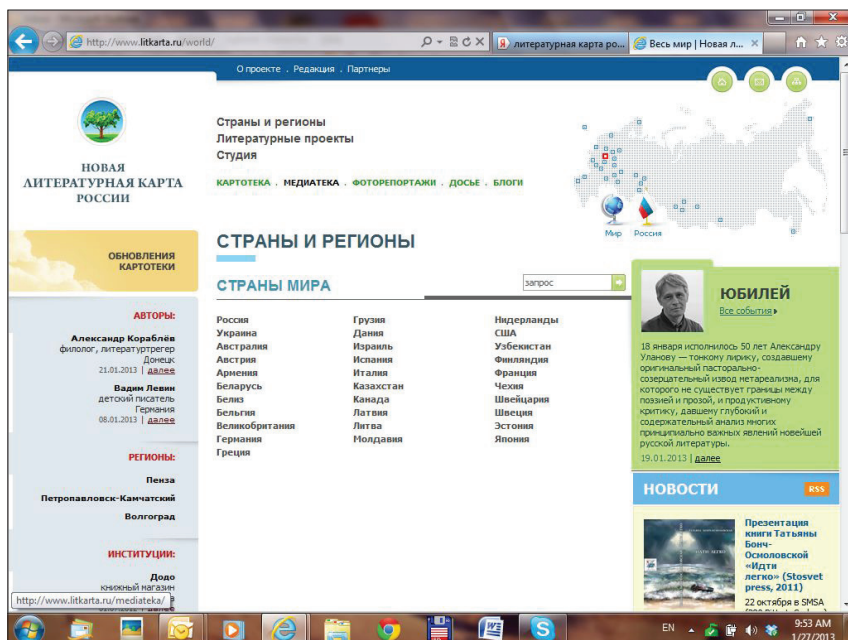 http://www.litkarta.ru/world/
литературная карта ро...
Весь мир | Новая л...
О проекте . Редакция . Партнеры
НОВАЯ
ЛИТЕРАТУРНАЯ КАРТА
РОССИИ
Страны и регионы
Литературные проекты
Студия
КАРТОТЕКА . МЕДИАТЕКА . ФОТОРЕПОРТАЖИ . ДОСЬЕ . БЛОГИ
Мир Россия
ОБНОВЛЕНИЯ
КАРТОТЕКИ
АВТОРЫ:
Александр Кораблёв
филолог, литературтрегер
Донецк
21.01.2013 | далее
Вадим Левин
детский писатель
Германия
08.01.2013 | далее
РЕГИОНЫ:
Пенза
Петропавловск-Камчатский
Волгоград
ИНСТИТУЦИИ:
Додо
книжный магазин
http://www.litkarta.ru/mediateka/
СТРАНЫ И РЕГИОНЫ
СТРАНЫ МИРА
запрос
Россия
Украина
Австралия
Австрия
Армения
Беларусь
Белиз
Бельгия
Великобритания
Германия
Греция
Грузия
Дания
Израиль
Испания
Италия
Казахстан
Канада
Латвия
Литва
Молдавия
Нидерланды
США
Узбекистан
Финляндия
Франция
Чехия
Швейцария
Швеция
Эстония
Япония
ЮБИЛЕЙ
Все события
18 января исполнилось 50 лет Александру
Уланову — тонкому лирику, создавшему
оригинальный пасторально-
созерцательный извод метареализма, для
которого не существует границы между
поэзией и прозой, и продуктивному
критику, давшему глубокий и
содержательный анализ многих
принципиально важных явлений новейшей
русской литературы.
19.01.2013 | далее
НОВОСТИ
RSS
Презентация
книги Татьяны
Бонч-
Осмоловской
«Идти
легко» (Stosvet
press, 2011)
22 октября в SMSA
EN
9:53 AM
1/27/2013